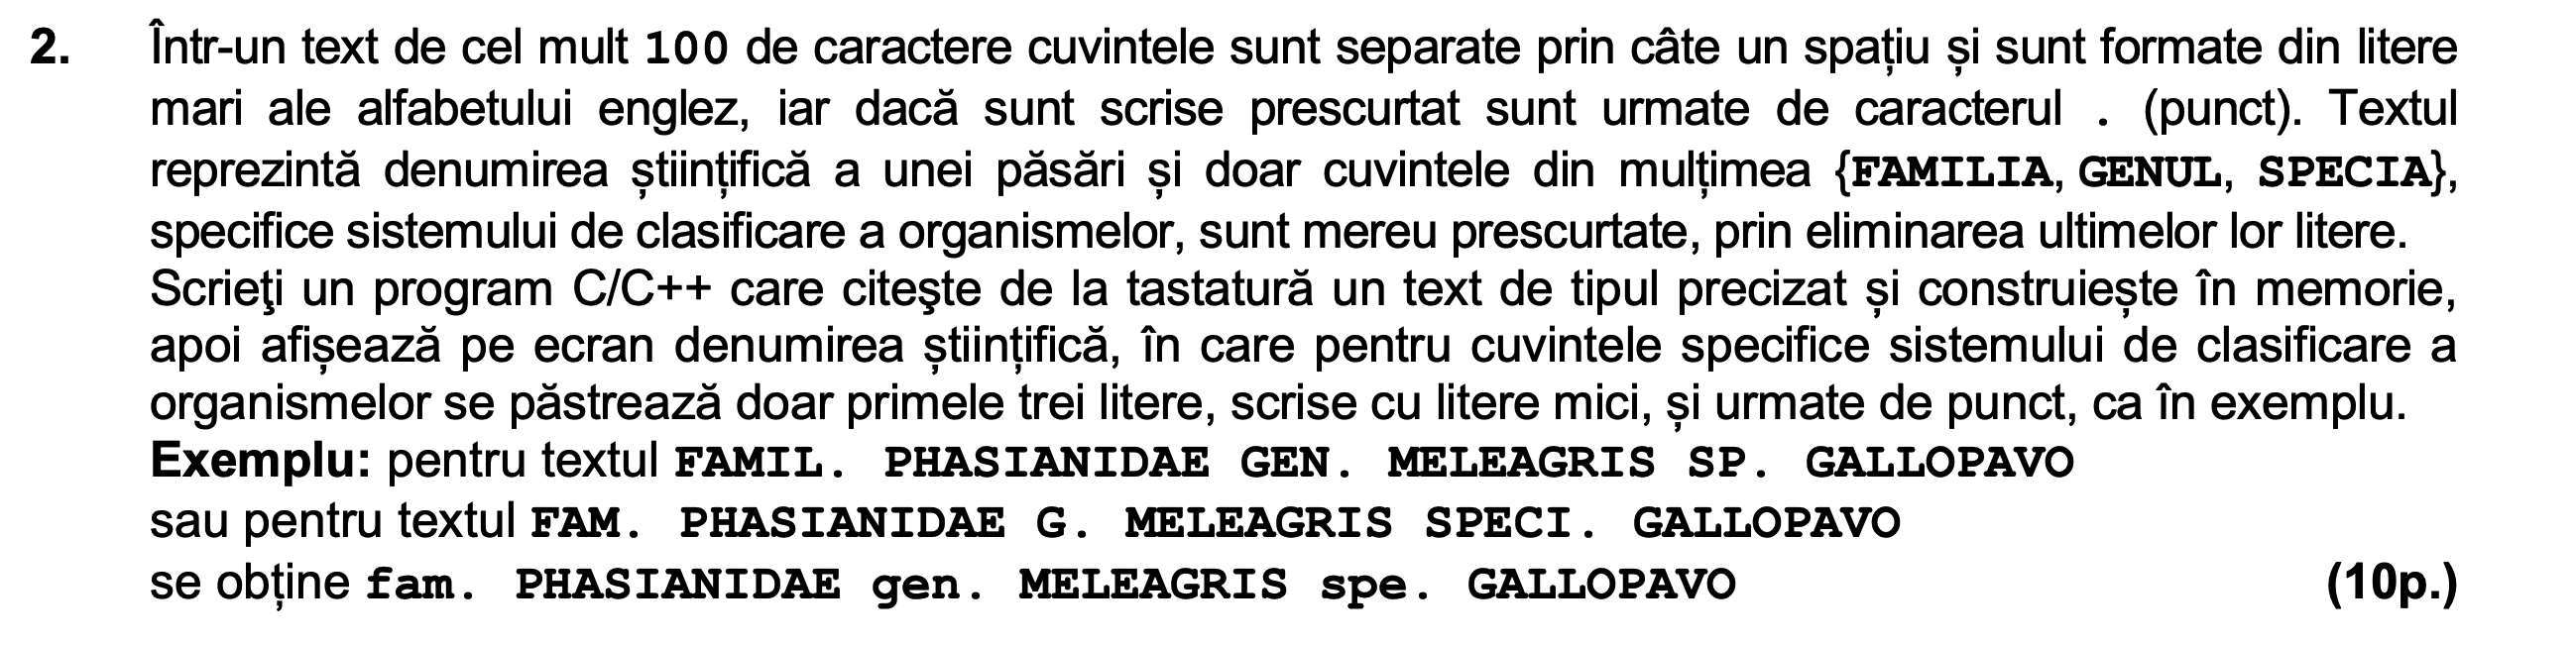 2. Într-un text de cel mult 100 de caractere cuvintele sunt separate prin câte un spațiu și sunt formate din litere
mari ale alfabetului englez, iar dacă sunt scrise prescurtat sunt urmate de caracterul . (punct). Textul
reprezintă denumirea științifică a unei păsări și doar cuvintele din mulțimea {FAMILIA, GENUL, SPECIA},
specifice sistemului de clasificare a organismelor, sunt mereu prescurtate, prin eliminarea ultimelor lor litere.
Scrieţi un program C/C++ care citeşte de la tastatură un text de tipul precizat și construiește în memorie,
apoi afișează pe ecran denumirea științifică, în care pentru cuvintele specifice sistemului de clasificare a
organismelor se păstrează doar primele trei litere, scrise cu litere mici, și urmate de punct, ca în exemplu.
Exemplu: pentru textul FAMIL. PHASIANIDAE GEN. MELEAGRIS SP. GALLOPAVO
sau pentru textul FAM. PHASIANIDAE G. MELEAGRIS SPECI. GALLOPAVO
se obține fam. PHASIANIDAE gen. MELEAGRIS spe. GALLOPAVO (10p.)